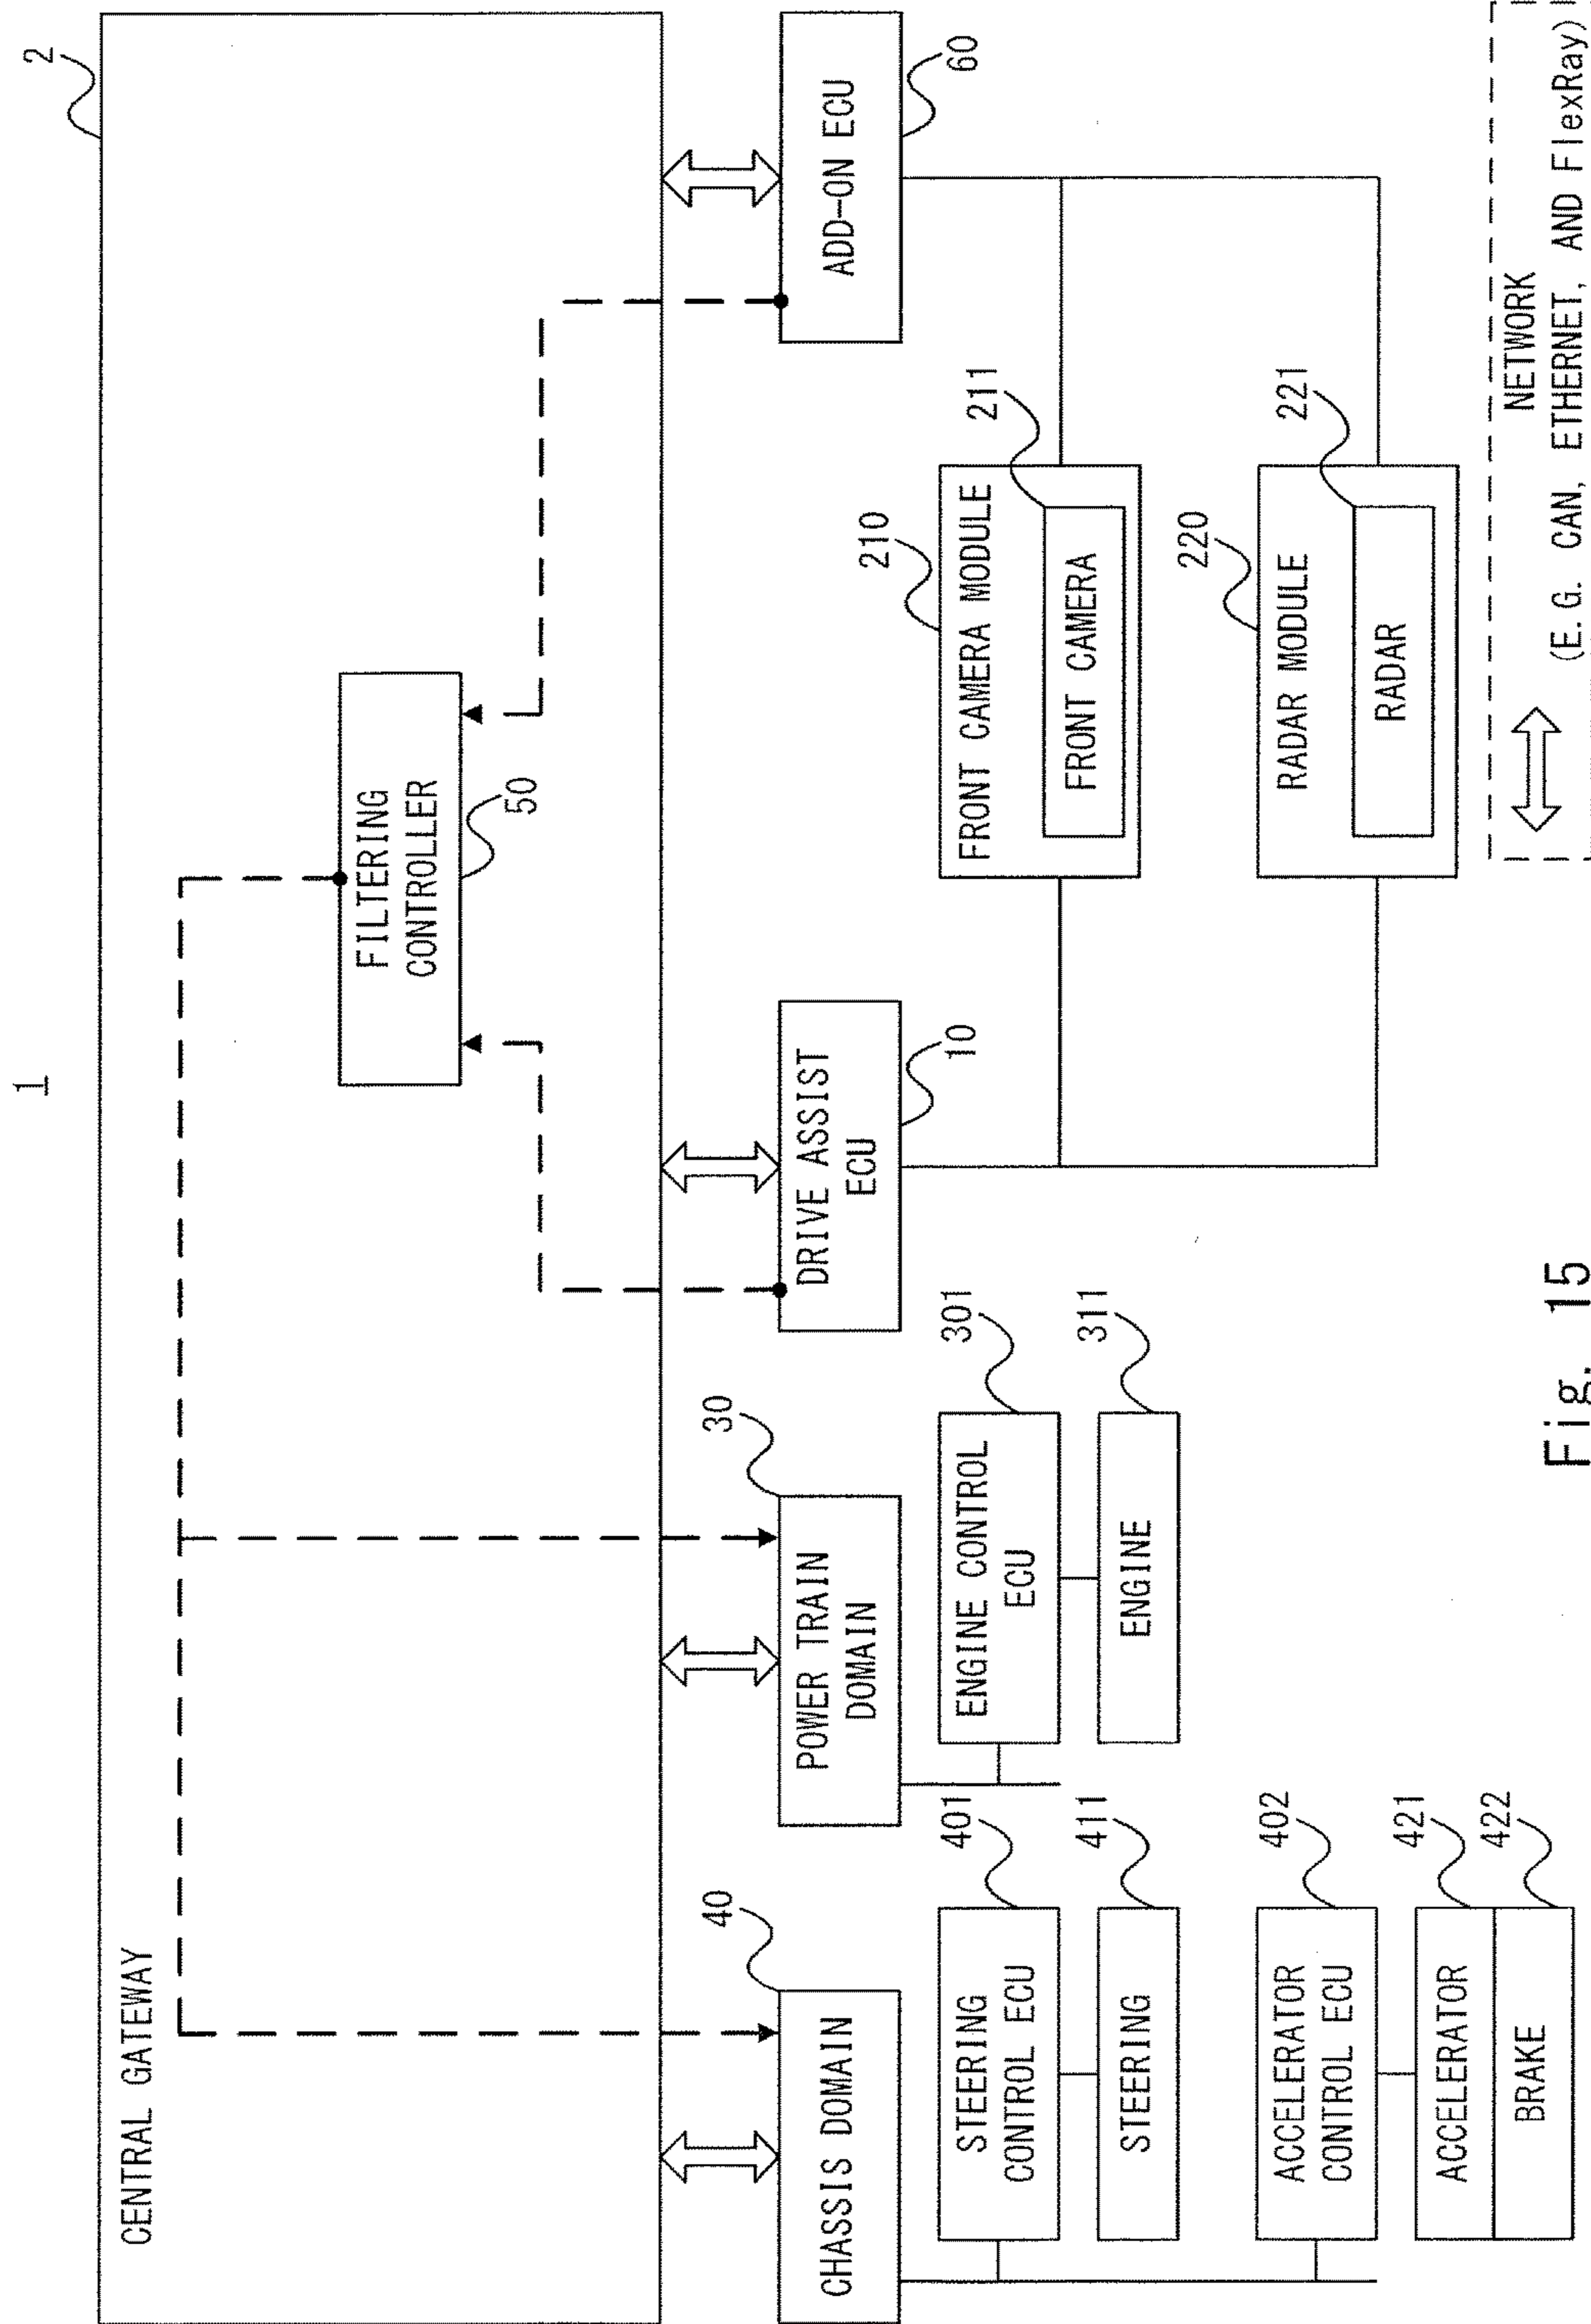 1
2
CENTRAL GATEWAY
FILTERING
CONTROLLER
50
40
CHASSIS DOMAIN
30
POWER TRAIN
DOMAIN
DRIVE ASSIST
ECU
10
ADD-ON ECU
60
401
STEERING
CONTROL ECU
411
STEERING
402
ACCELERATOR
CONTROL ECU
421
ACCELERATOR
422
BRAKE
301
ENGINE CONTROL
ECU
311
ENGINE
210
FRONT CAMERA MODULE
211
FRONT CAMERA
220
RADAR MODULE
221
RADAR
NETWORK
(E.G. CAN, ETHERNET, AND FlexRay)
Fig. 15